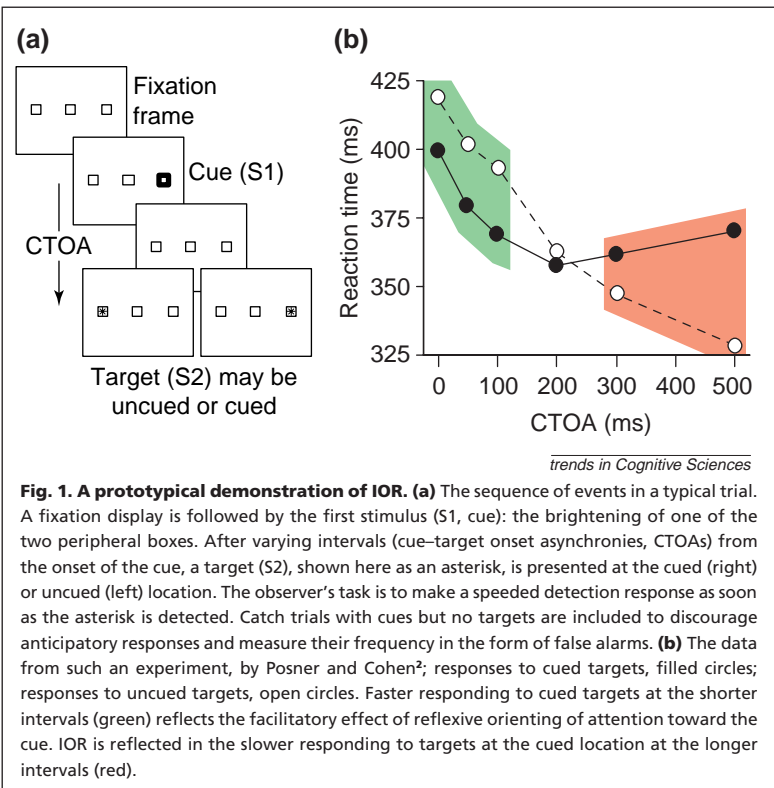 (a)
Fixation
frame
Cue (S1)
CTOA
Target (S2) may be
uncued or cued
(b)
Reaction time (ms)
425
400
375
350
325
0 100 200 300 400 500
CTOA (ms)
trends in Cognitive Sciences
Fig. 1. A prototypical demonstration of IOR. (a) The sequence of events in a typical trial.
A fixation display is followed by the first stimulus (S1, cue): the brightening of one of the
two peripheral boxes. After varying intervals (cue–target onset asynchronies, CTOAs) from
the onset of the cue, a target (S2), shown here as an asterisk, is presented at the cued (right)
or uncued (left) location. The observer's task is to make a speeded detection response as soon
as the asterisk is detected. Catch trials with cues but no targets are included to discourage
anticipatory responses and measure their frequency in the form of false alarms. (b) The data
from such an experiment, by Posner and Cohen²; responses to cued targets, filled circles;
responses to uncued targets, open circles. Faster responding to cued targets at the shorter
intervals (green) reflects the facilitatory effect of reflexive orienting of attention toward the
cue. IOR is reflected in the slower responding to targets at the cued location at the longer
intervals (red).